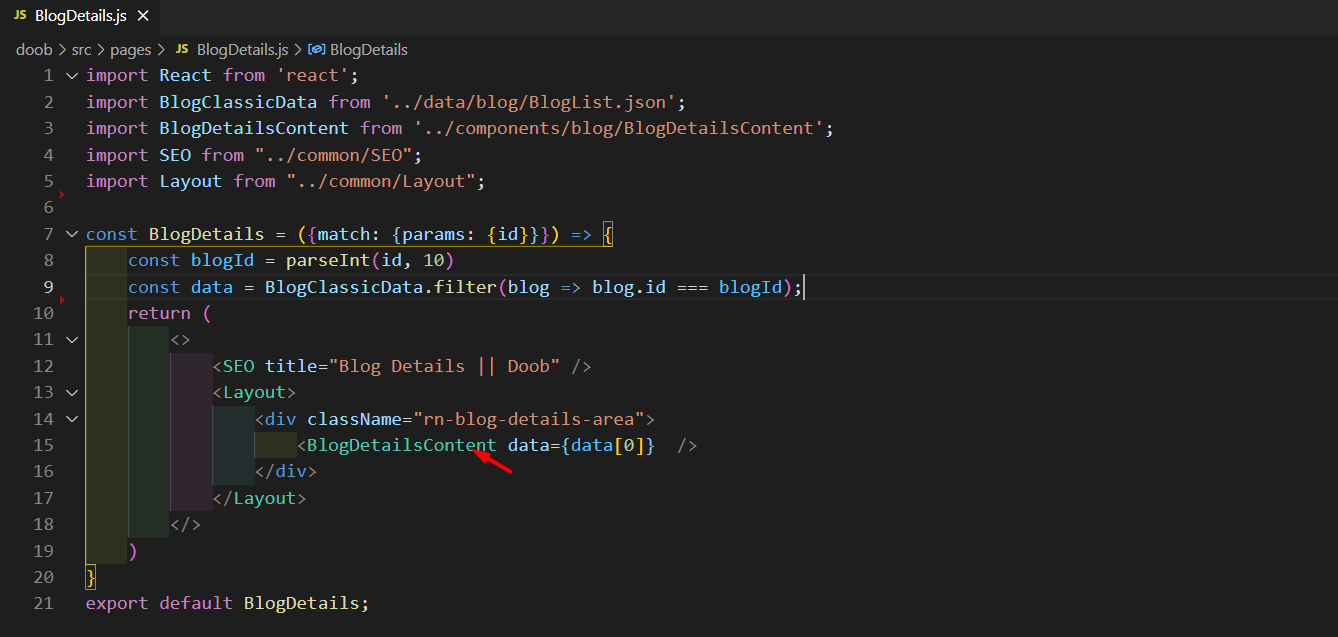 JS BlogDetails.js ×
doob > src > pages > JS BlogDetails.js > BlogDetails
1 import React from 'react';
2 import BlogClassicData from '../data/blog/BlogList.json';
3 import BlogDetailsContent from '../components/blog/BlogDetailsContent';
4 import SEO from "../common/SEO";
5 import Layout from "../common/Layout";
6
7 const BlogDetails = ({match: {params: {id}}}) => {
8 const blogId = parseInt(id, 10)
9 const data = BlogClassicData.filter(blog => blog.id === blogId);
10 return (
11 <>
12 <SEO title="Blog Details || Doob" />
13 <Layout>
14 <div className="rn-blog-details-area">
15 <BlogDetailsContent data={data[0]}  />
16 </div>
17 </Layout>
18 </>
19 )
20 }
21 export default BlogDetails;